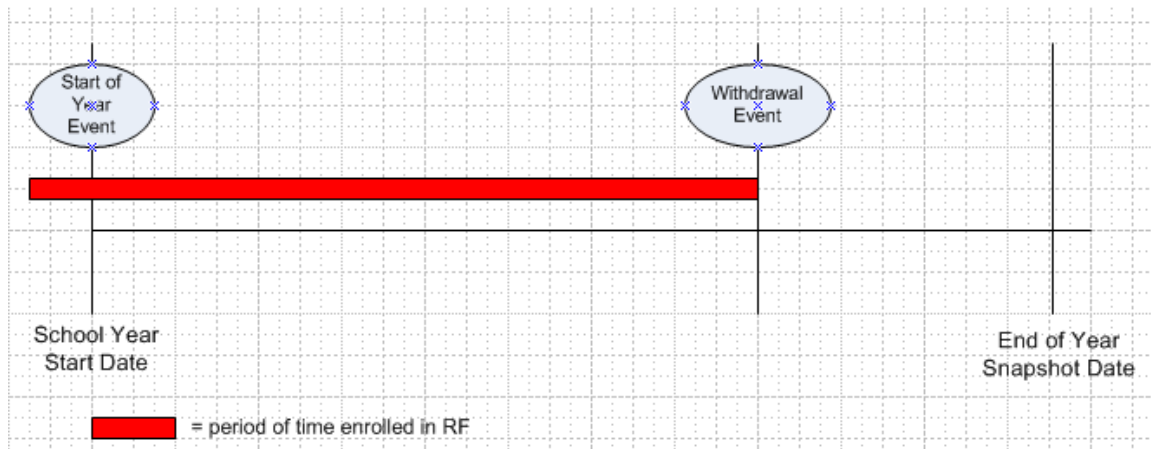 Start of
Year
Event
Withdrawal
Event
School Year
Start Date
End of Year
Snapshot Date
= period of time enrolled in RF